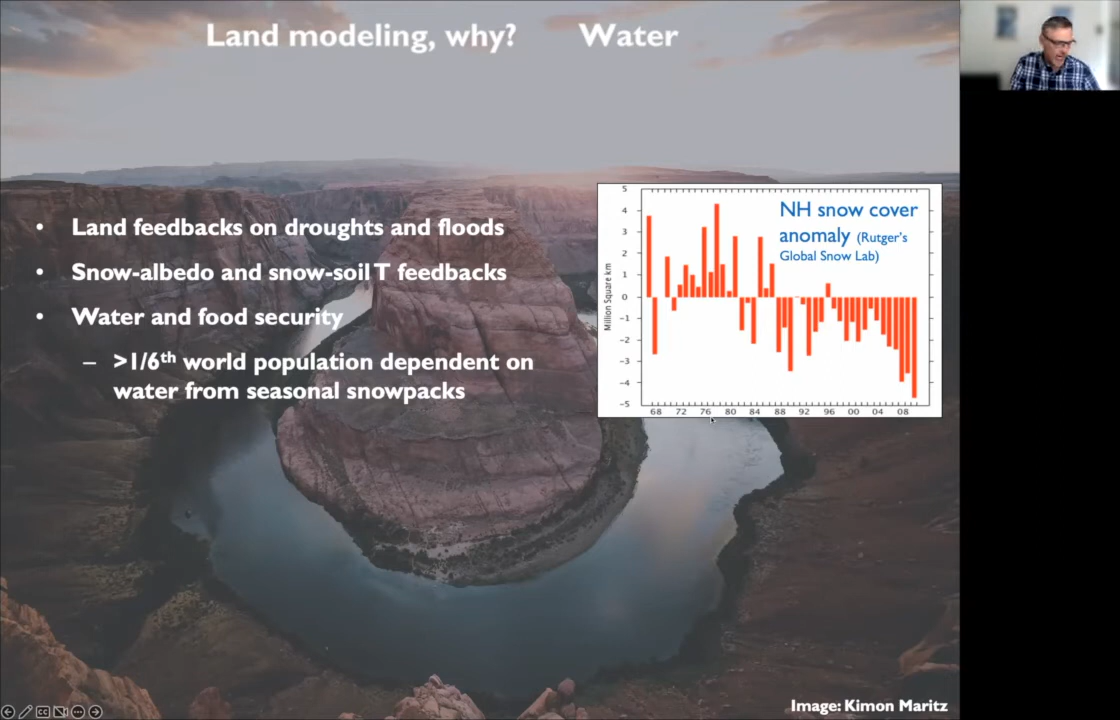 Land modeling, why? Water
• Land feedbacks on droughts and floods
• Snow-albedo and snow-soil T feedbacks
• Water and food security
– >1/6th world population dependent on
water from seasonal snowpacks
NH snow cover
anomaly (Rutger's
Global Snow Lab)
Million Square km
5
4
3
2
1
0
−1
−2
−3
−4
−5
68 72 76 80 84 88 92 96 00 04 08
Image: Kimon Maritz